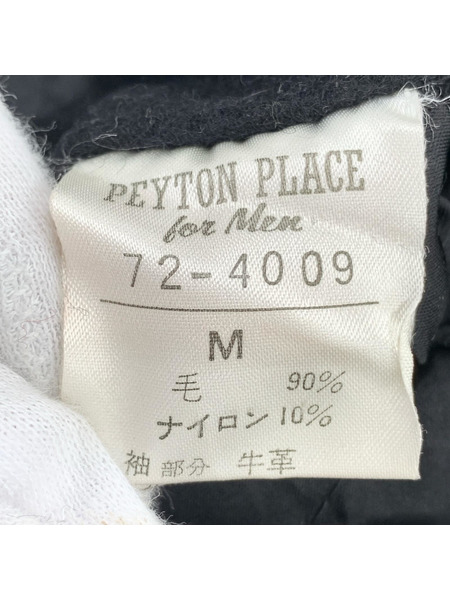 PEYTON PLACE
for Men
72-4009
M
毛 90%
ナイロン 10%
袖部分 牛革